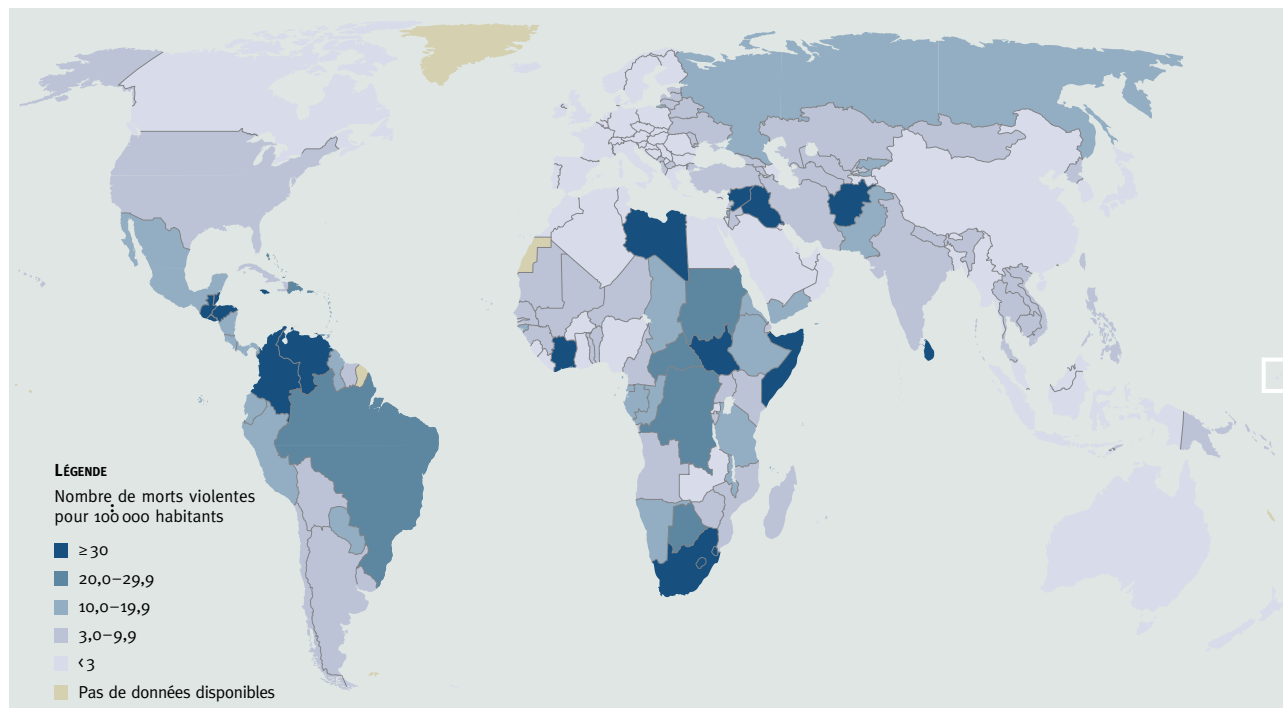 LÉGENDE
Nombre de morts violentes
pour 100 000 habitants
≥ 30
20,0–29,9
10,0–19,9
3,0–9,9
< 3
Pas de données disponibles